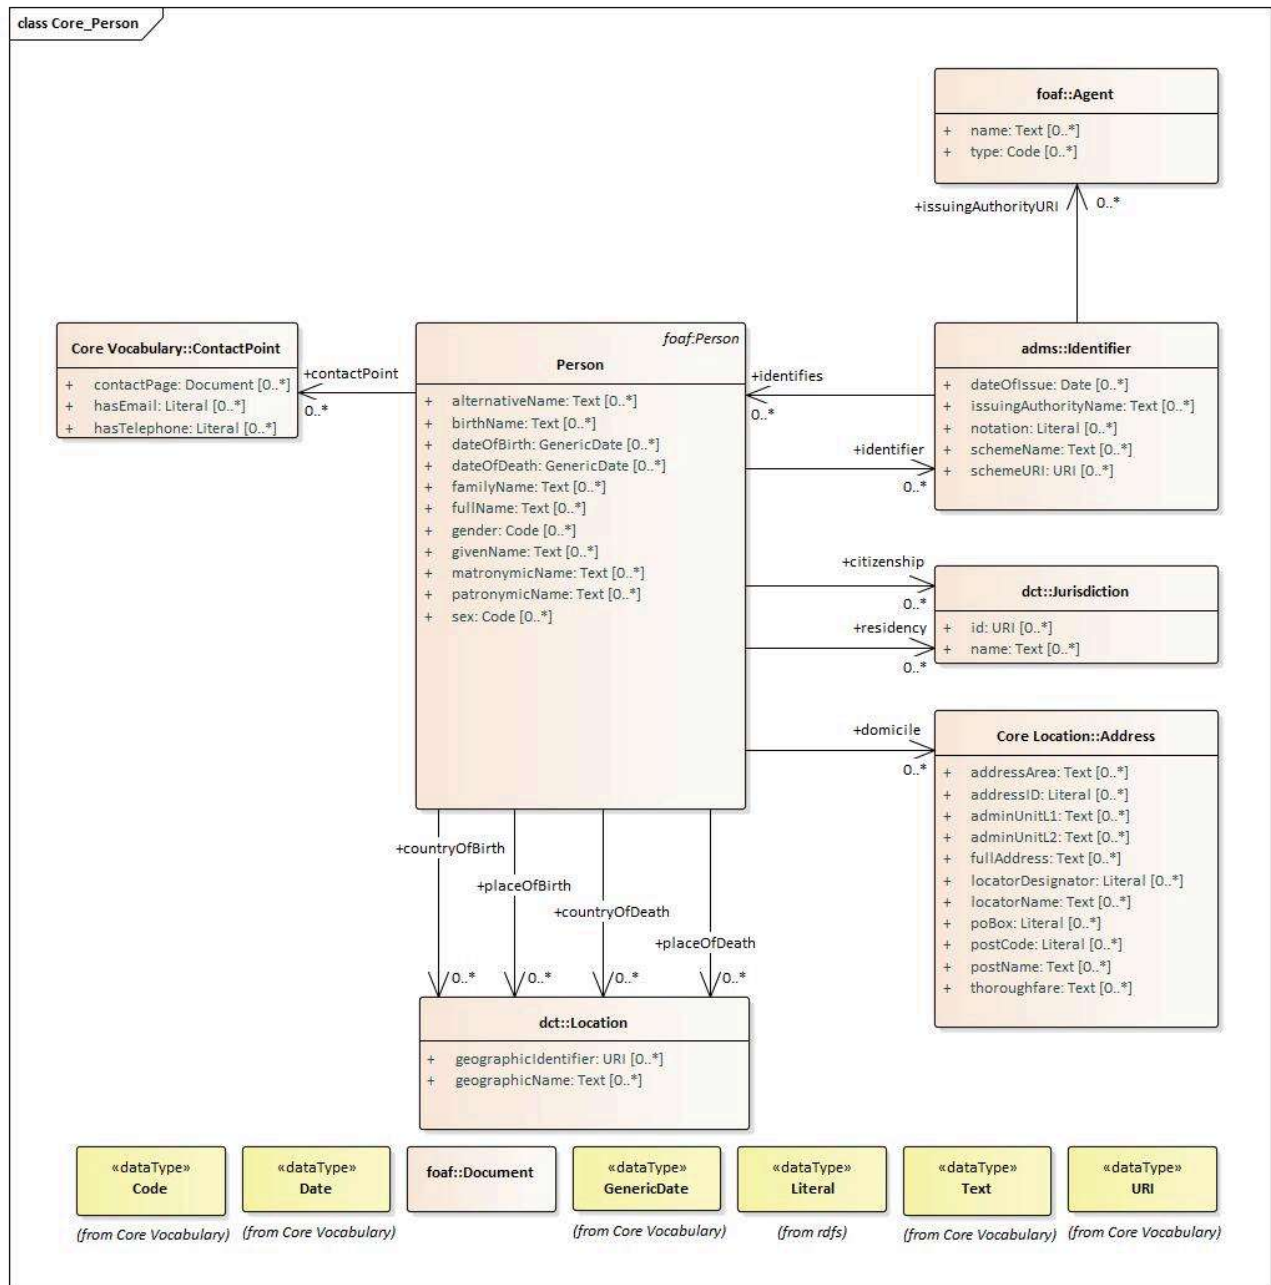 class Core_Person
foaf::Agent
+ name: Text [0..*]
+ type: Code [0..*]
+issuingAuthorityURI
0..*
Core Vocabulary::ContactPoint
+ contactPage: Document [0..*]
+ hasEmail: Literal [0..*]
+ hasTelephone: Literal [0..*]
+contactPoint
0..*
foaf:Person
Person
+ alternativeName: Text [0..*]
+ birthName: Text [0..*]
+ dateOfBirth: GenericDate [0..*]
+ dateOfDeath: GenericDate [0..*]
+ familyName: Text [0..*]
+ fullName: Text [0..*]
+ gender: Code [0..*]
+ givenName: Text [0..*]
+ matronymicName: Text [0..*]
+ patronymicName: Text [0..*]
+ sex: Code [0..*]
+identifies
0..*
+identifier
0..*
adms::Identifier
+ dateOfIssue: Date [0..*]
+ issuingAuthorityName: Text [0..*]
+ notation: Literal [0..*]
+ schemeName: Text [0..*]
+ schemeURI: URI [0..*]
+citizenship
0..*
+residency
0..*
dct::Jurisdiction
+ id: URI [0..*]
+ name: Text [0..*]
+domicile
0..*
Core Location::Address
+ addressArea: Text [0..*]
+ addressID: Literal [0..*]
+ adminUnitL1: Text [0..*]
+ adminUnitL2: Text [0..*]
+ fullAddress: Text [0..*]
+ locatorDesignator: Literal [0..*]
+ locatorName: Text [0..*]
+ poBox: Literal [0..*]
+ postCode: Literal [0..*]
+ postName: Text [0..*]
+ thoroughfare: Text [0..*]
+countryOfBirth
+placeOfBirth
+countryOfDeath
+placeOfDeath
0..*
0..*
0..*
0..*
dct::Location
+ geographicIdentifier: URI [0..*]
+ geographicName: Text [0..*]
«dataType»
Code
(from Core Vocabulary)
«dataType»
Date
(from Core Vocabulary)
foaf::Document
«dataType»
GenericDate
(from Core Vocabulary)
«dataType»
Literal
(from rdfs)
«dataType»
Text
(from Core Vocabulary)
«dataType»
URI
(from Core Vocabulary)